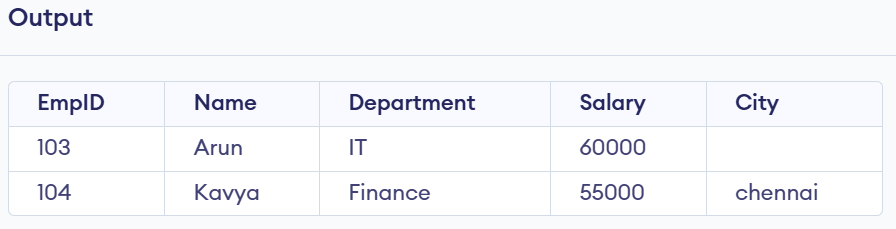 Output
EmpID Name Department Salary City
103 Arun IT 60000
104 Kavya Finance 55000 chennai